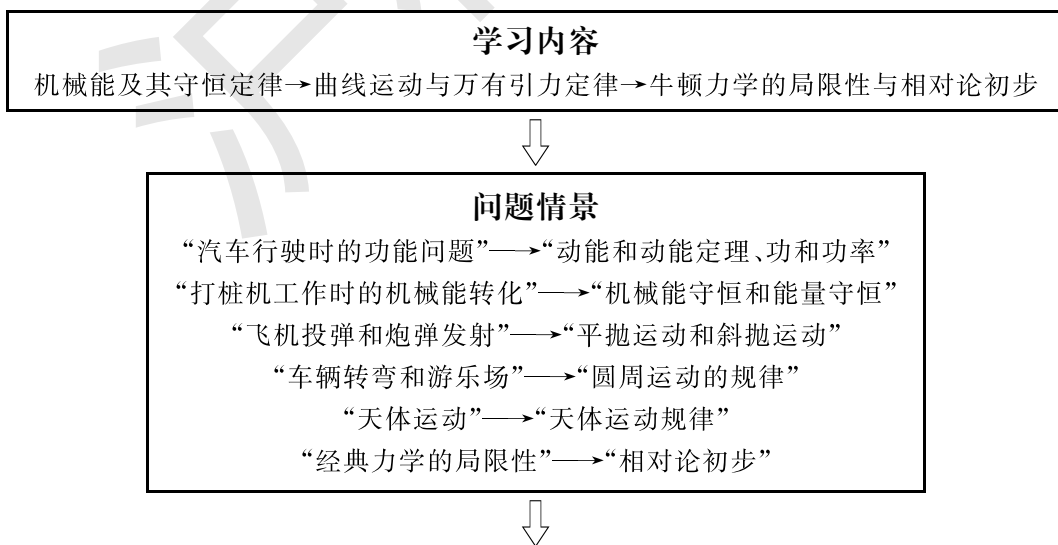 学习内容
机械能及其守恒定律→曲线运动与万有引力定律→牛顿力学的局限性与相对论初步
问题情景
“汽车行驶时的功能问题”→“动能和动能定理、功和功率”
“打桩机工作时的机械能转化”→“机械能守恒和能量守恒”
“飞机投弹和炮弹发射”→“平抛运动和斜抛运动”
“车辆转弯和游乐场”→“圆周运动的规律”
“天体运动”→“天体运动规律”
“经典力学的局限性”→“相对论初步”